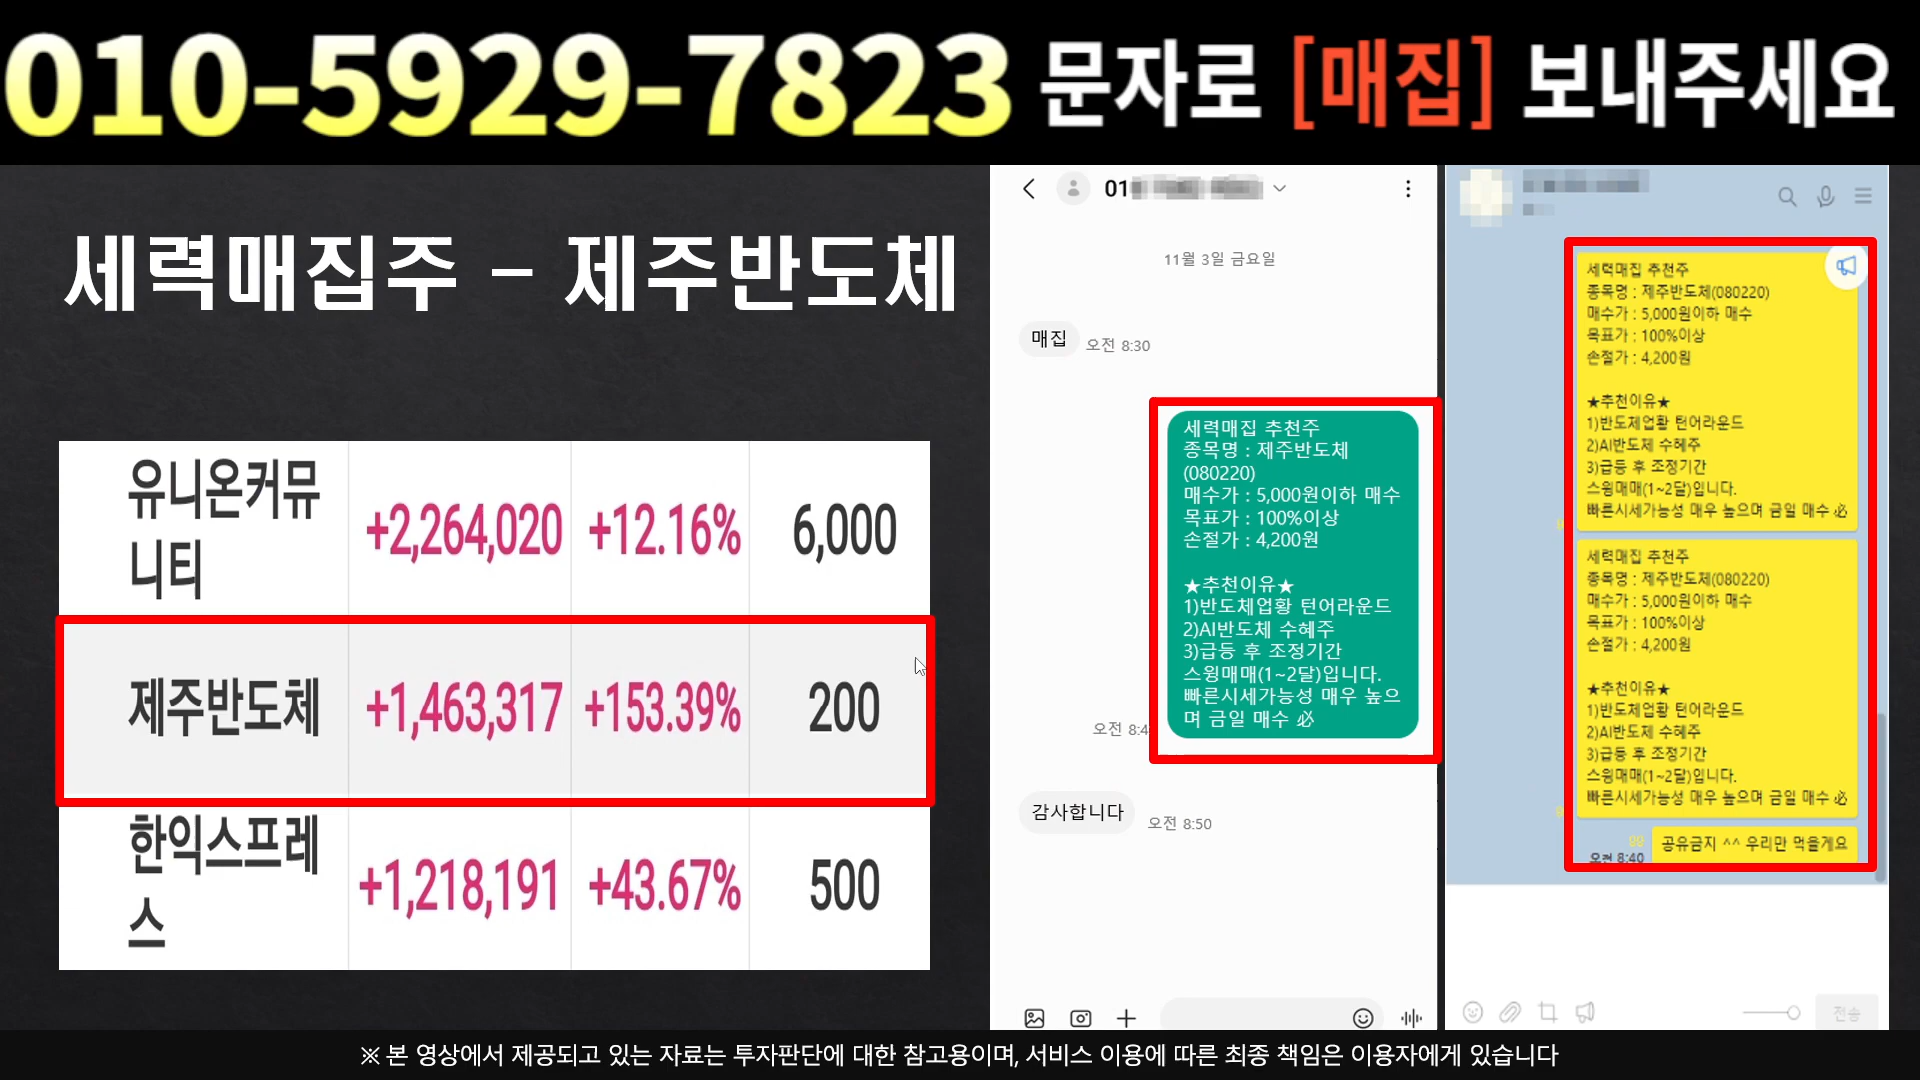 010-5929-7823 문자로 [매집] 보내주세요
세력매집주 - 제주반도체
유니온커뮤
니티
+2,264,020 +12.16% 6,000
제주반도체 +1,463,317 +153.39% 200
한익스프레
스
+1,218,191 +43.67% 500
01
11월 3일 금요일
매집 오전 8:30
세력매집 추천주
종목명 : 제주반도체
(080220)
매수가 : 5,000원이하 매수
목표가 : 100%이상
손절가 : 4,200원
★추천이유★
1)반도체업황 턴어라운드
2)AI반도체 수혜주
3)급등 후 조정기간
스윙매매(1~2달)입니다.
빠른시세가능성 매우 높으
며 금일 매수 必
오전 8:4
감사합니다 오전 8:50
세력매집 추천주
종목명 : 제주반도체(080220)
매수가 : 5,000원이하 매수
목표가 : 100%이상
손절가 : 4,200원
★추천이유★
1)반도체업황 턴어라운드
2)AI반도체 수혜주
3)급등 후 조정기간
스윙매매(1~2달)입니다.
빠른시세가능성 매우 높으며 금일 매수 必
세력매집 추천주
종목명 : 제주반도체(080220)
매수가 : 5,000원이하 매수
목표가 : 100%이상
손절가 : 4,200원
★추천이유★
1)반도체업황 턴어라운드
2)AI반도체 수혜주
3)급등 후 조정기간
스윙매매(1~2달)입니다.
빠른시세가능성 매우 높으며 금일 매수 必
오전 8:40 공유금지 ^^ 우리만 먹을게요
전송
※ 본 영상에서 제공되고 있는 자료는 투자판단에 대한 참고용이며, 서비스 이용에 따른 최종 책임은 이용자에게 있습니다